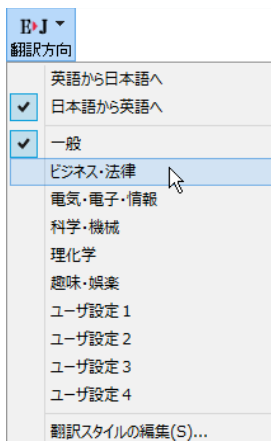 E▸J
翻訳方向
英語から日本語へ
日本語から英語へ
一般
ビジネス・法律
電気・電子・情報
科学・機械
理化学
趣味・娯楽
ユーザ設定 1
ユーザ設定 2
ユーザ設定 3
ユーザ設定 4
翻訳スタイルの編集(S)...